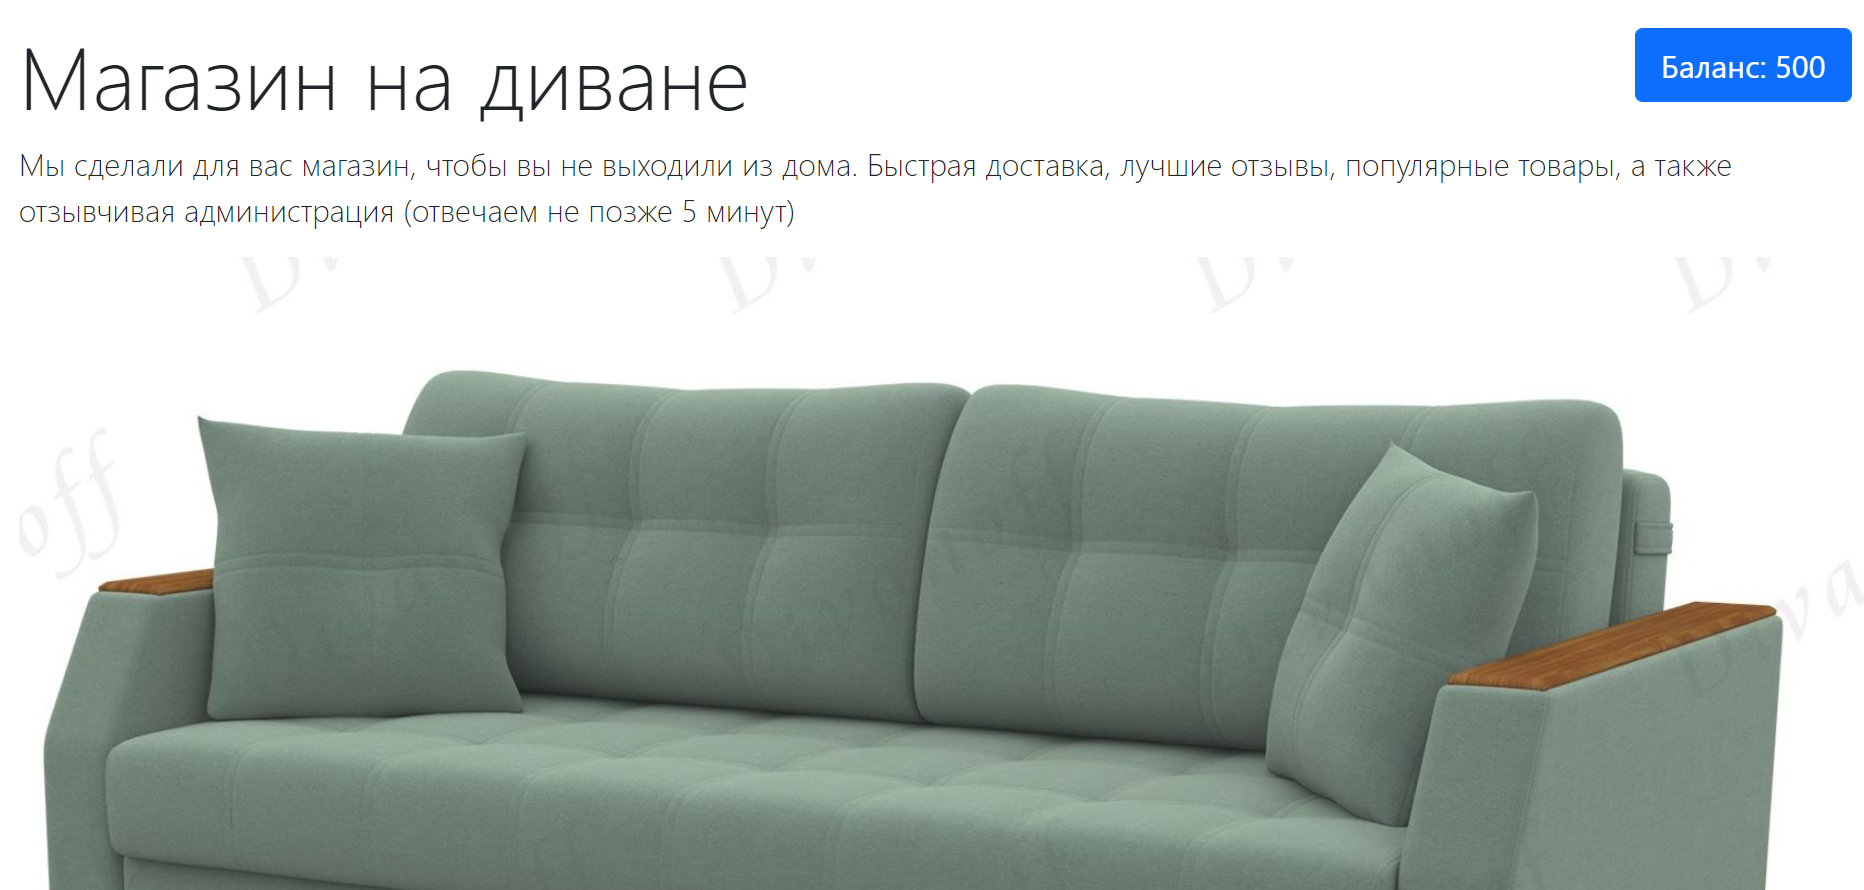 Магазин на диване
Баланс: 500
Мы сделали для вас магазин, чтобы вы не выходили из дома. Быстрая доставка, лучшие отзывы, популярные товары, а также
отзывчивая администрация (отвечаем не позже 5 минут)
off